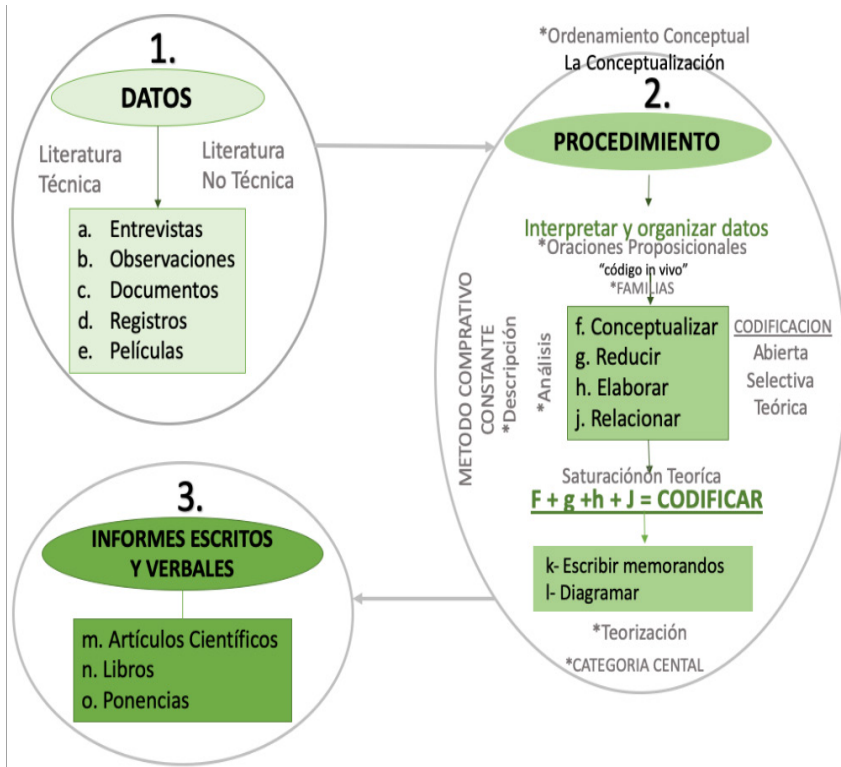 1.
DATOS
Literatura
Técnica
Literatura
No Técnica
a. Entrevistas
b. Observaciones
c. Documentos
d. Registros
e. Películas
*Ordenamiento Conceptual
La Conceptualización
2.
PROCEDIMIENTO
Interpretar y organizar datos
*Oraciones Proposicionales
“código in vivo”
*FAMILIAS
METODO COMPRATIVO
CONSTANTE
*Descripción
*Análisis
f. Conceptualizar
g. Reducir
h. Elaborar
j. Relacionar
CODIFICACION
Abierta
Selectiva
Teórica
Saturaciónón Teoríca
F + g +h + J = CODIFICAR
k- Escribir memorandos
l- Diagramar
*Teorización
*CATEGORIA CENTAL
3.
INFORMES ESCRITOS
Y VERBALES
m. Artículos Científicos
n. Libros
o. Ponencias